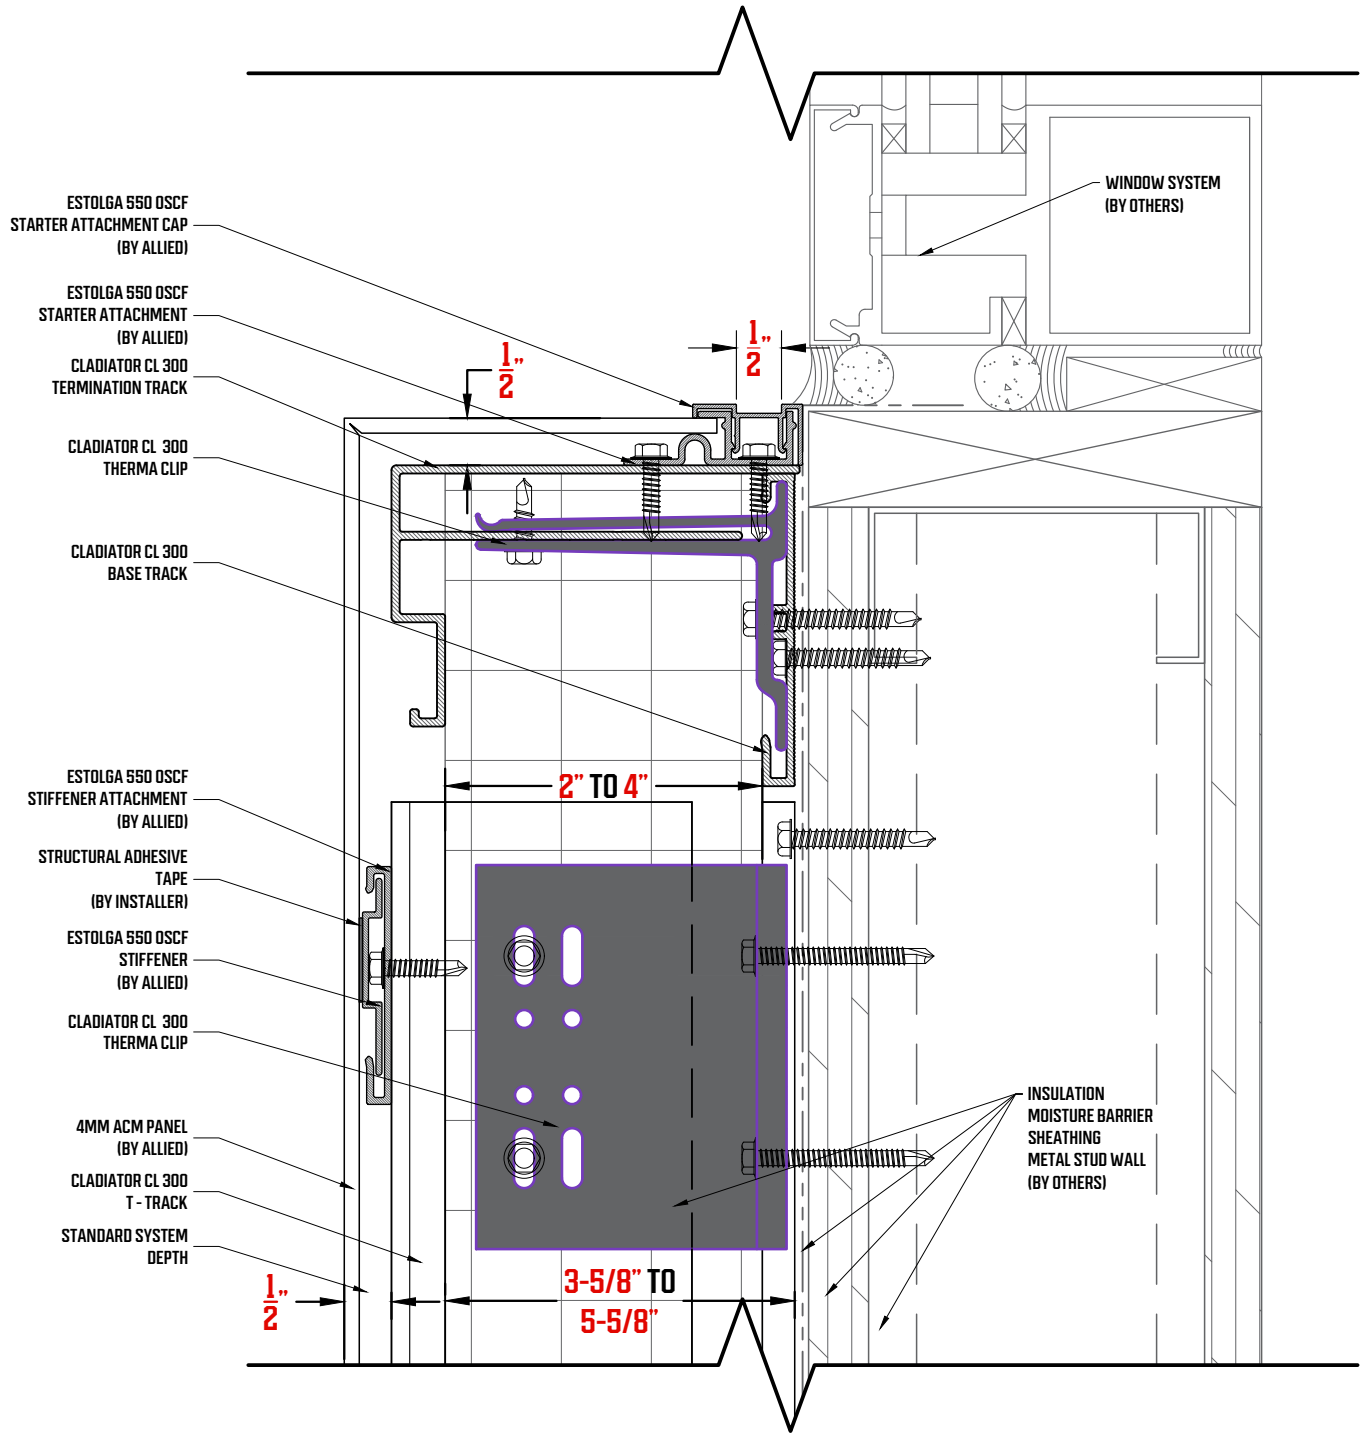 WINDOW SYSTEM
(BY OTHERS)
ESTOLGA 550 OSCF
STARTER ATTACHMENT CAP
(BY ALLIED)
ESTOLGA 550 OSCF
STARTER ATTACHMENT
(BY ALLIED)
CLADIATOR CL 300
TERMINATION TRACK
1/2"
1/2"
CLADIATOR CL 300
THERMA CLIP
CLADIATOR CL 300
BASE TRACK
2" TO 4"
ESTOLGA 550 OSCF
STIFFENER ATTACHMENT
(BY ALLIED)
STRUCTURAL ADHESIVE
TAPE
(BY INSTALLER)
ESTOLGA 550 OSCF
STIFFENER
(BY ALLIED)
CLADIATOR CL 300
THERMA CLIP
4MM ACM PANEL
(BY ALLIED)
CLADIATOR CL 300
T - TRACK
STANDARD SYSTEM
DEPTH
INSULATION
MOISTURE BARRIER
SHEATHING
METAL STUD WALL
(BY OTHERS)
1/2"
3-5/8" TO
5-5/8"